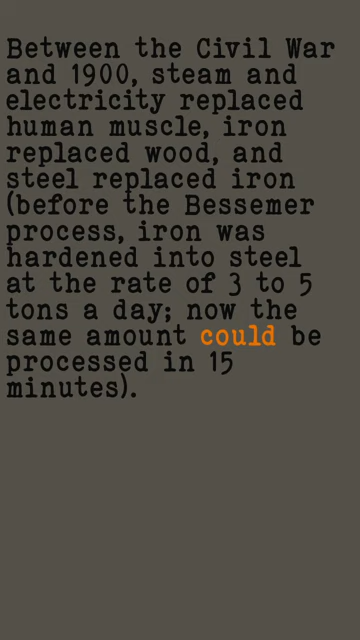 Between the Civil War
and 1900, steam and
electricity replaced
human muscle, iron
replaced wood, and
steel replaced iron
(before the Bessemer
process, iron was
hardened into steel
at the rate of 3 to 5
tons a day; now the
same amount could be
processed in 15
minutes).